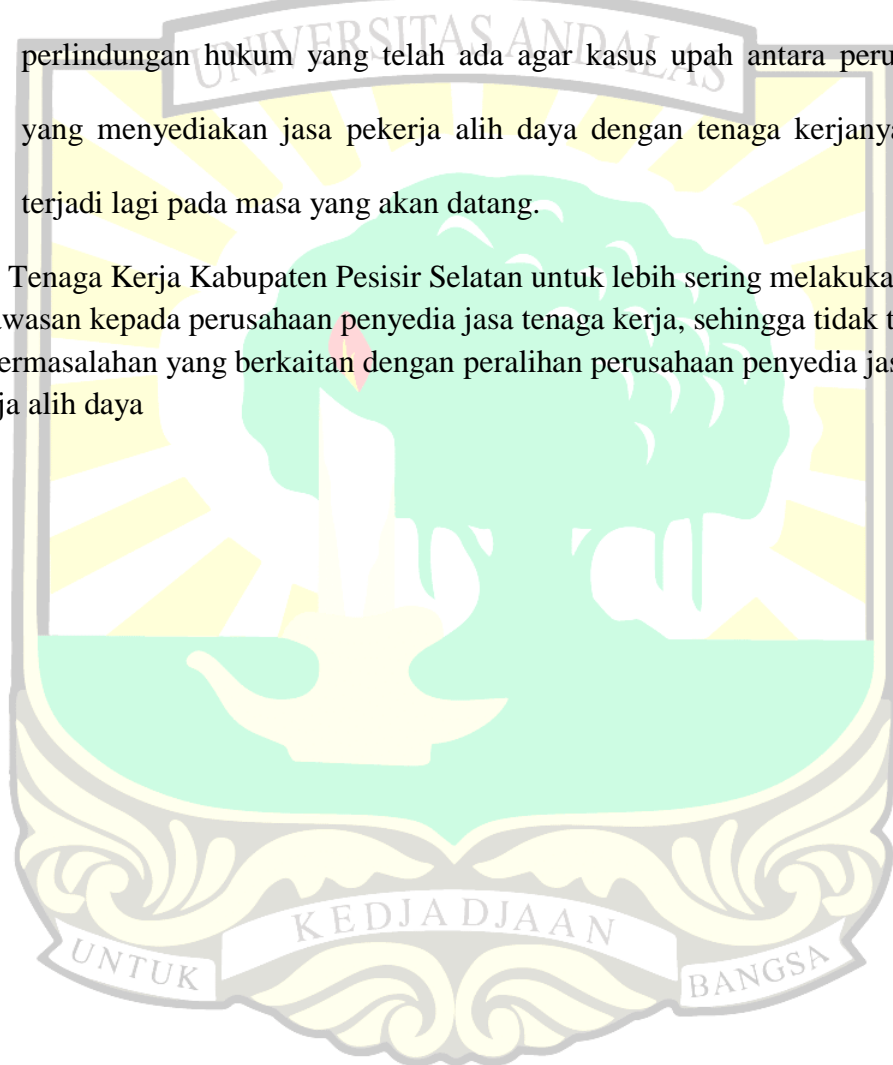 UNIVERSITAS ANDALAS
perlindungan hukum yang telah ada agar kasus upah antara peru
yang menyediakan jasa pekerja alih daya dengan tenaga kerjanya
terjadi lagi pada masa yang akan datang.
Tenaga Kerja Kabupaten Pesisir Selatan untuk lebih sering melakuka
wasan kepada perusahaan penyedia jasa tenaga kerja, sehingga tidak t
ermasalahan yang berkaitan dengan peralihan perusahaan penyedia jas
ja alih daya
KEDJADJAAN
UNTUK
BANGSA